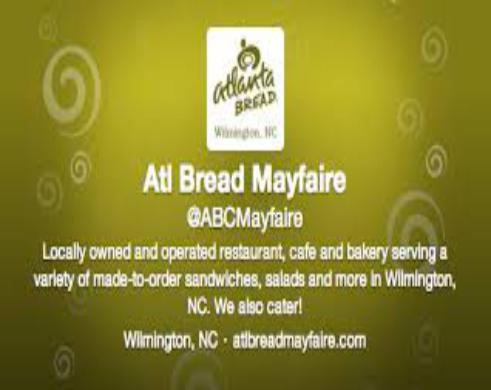 atlanta
BREAD
Wilmington, NC
Atl Bread Mayfaire
@ABCMayfaire
Locally owned and operated restaurant, cafe and bakery serving a
variety of made-to-order sandwiches, salads and more in Wilmington,
NC. We also cater!
Wilmington, NC · atlbreadmayfaire.com